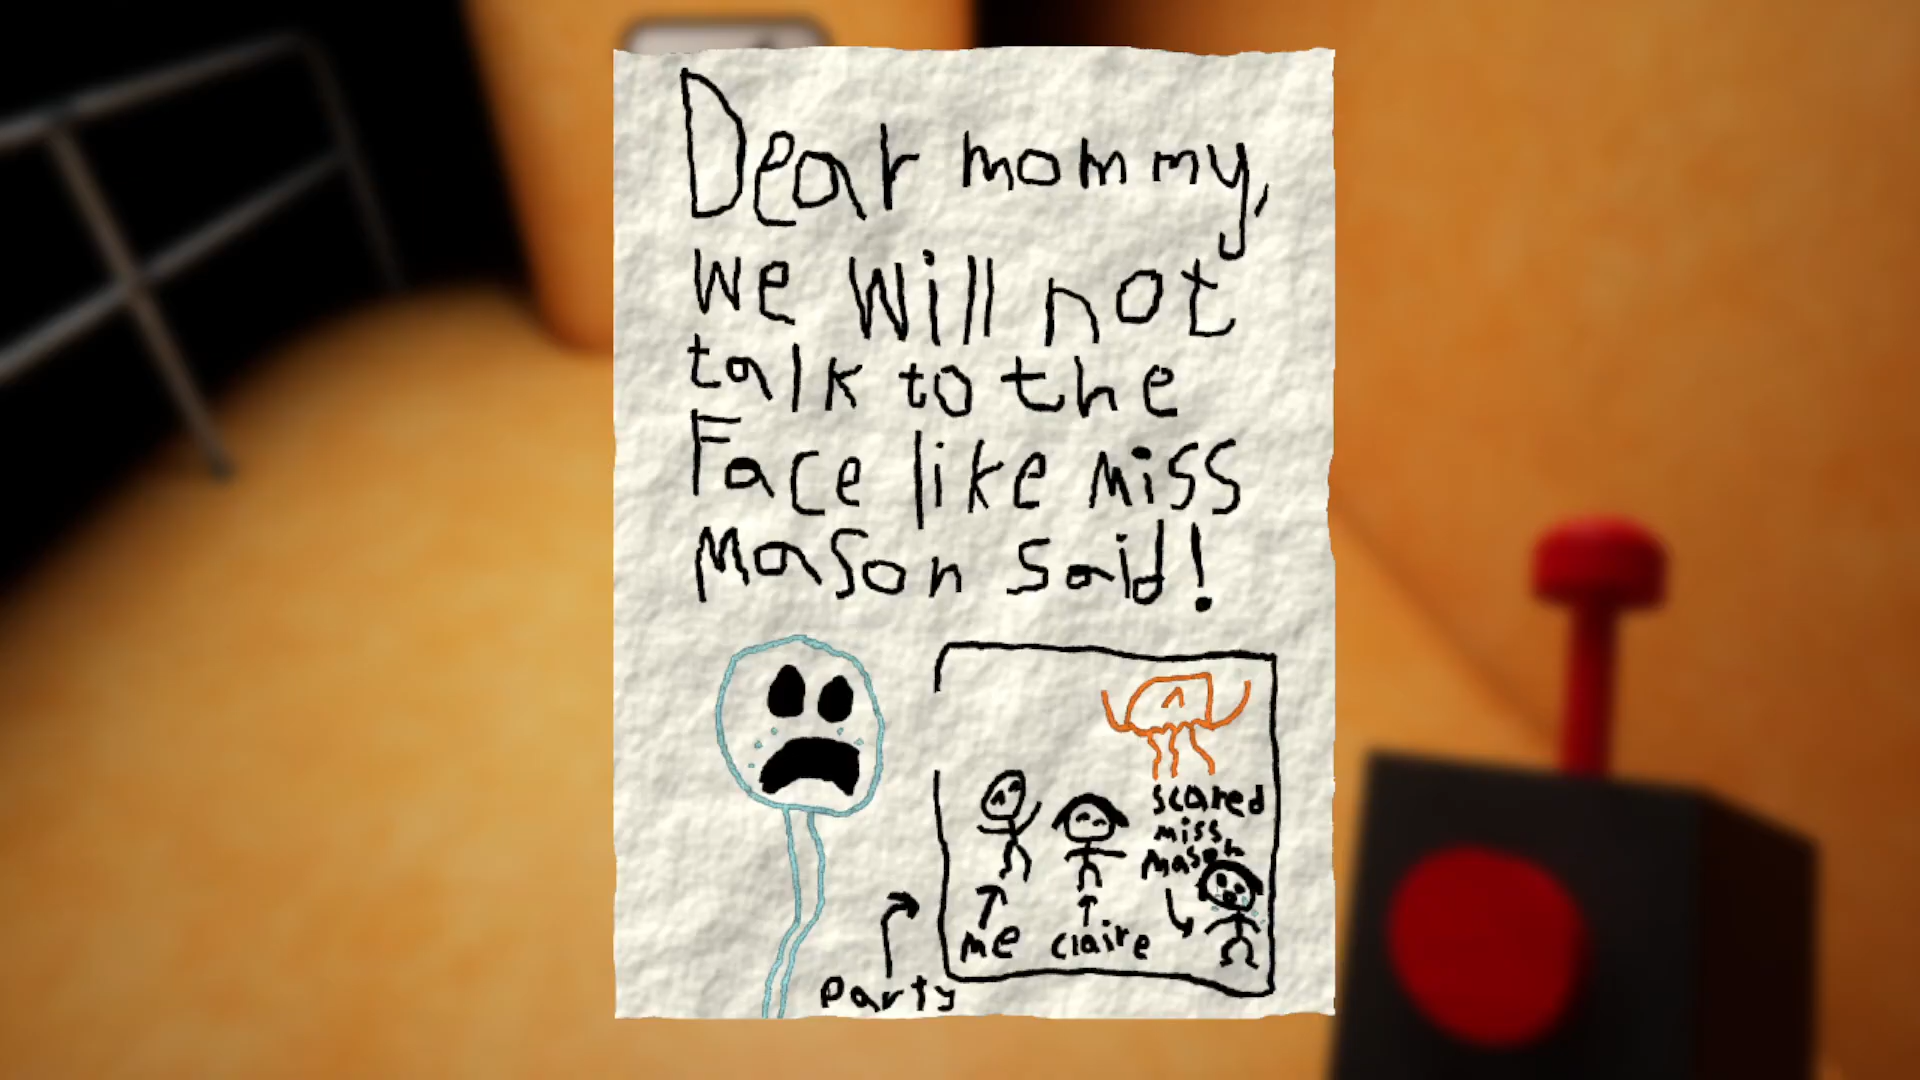 Dear mommy,
we will not
talk to the
Face like miss
mason said!
scared
miss
mason
me claire
party